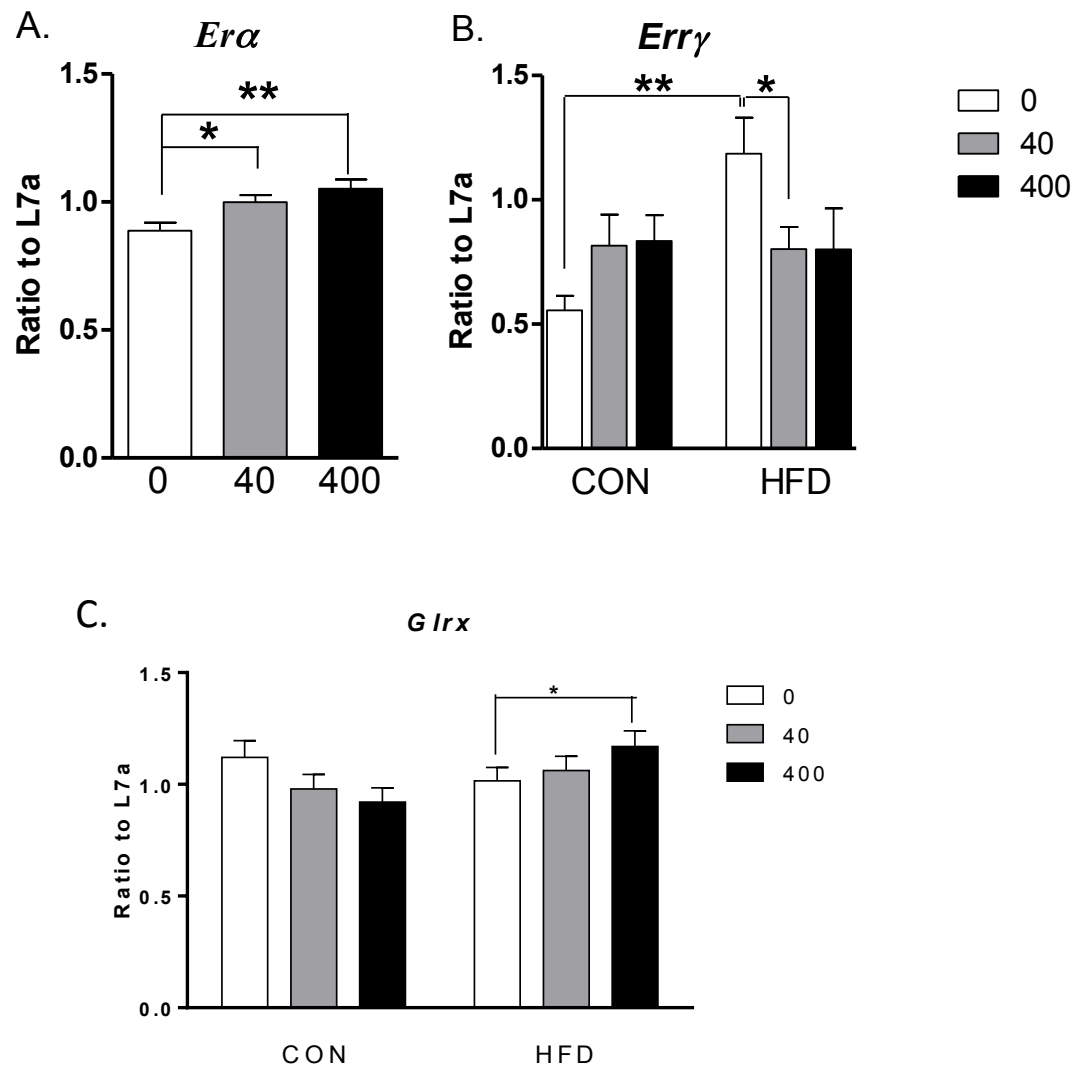 A.
Erα
1.5
1.0
0.5
0.0
Ratio to L7a
**
*
0 40 400
B.
Errγ
1.5
1.0
0.5
0.0
Ratio to L7a
** *
CON HFD
0
40
400
C.
Glrx
1.5
1.0
0.5
0.0
Ratio to L7a
*
CON HFD
0
40
400